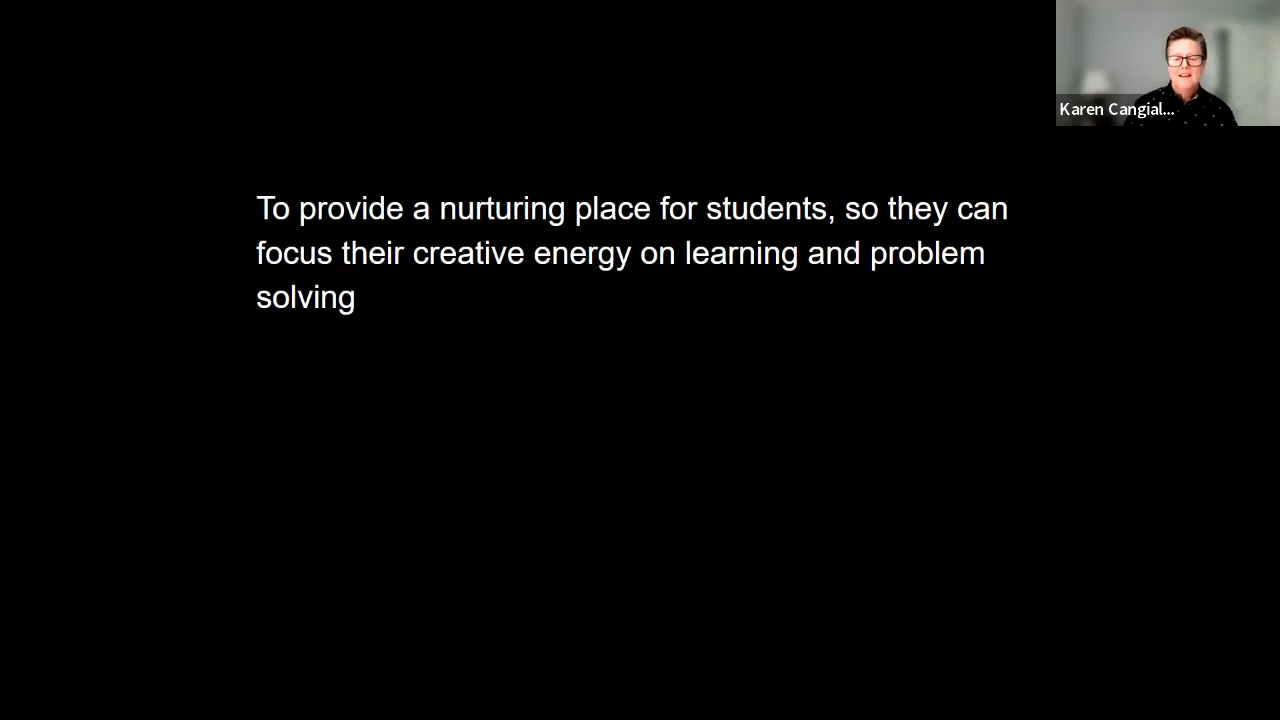 Karen Cangial...
To provide a nurturing place for students, so they can
focus their creative energy on learning and problem
solving